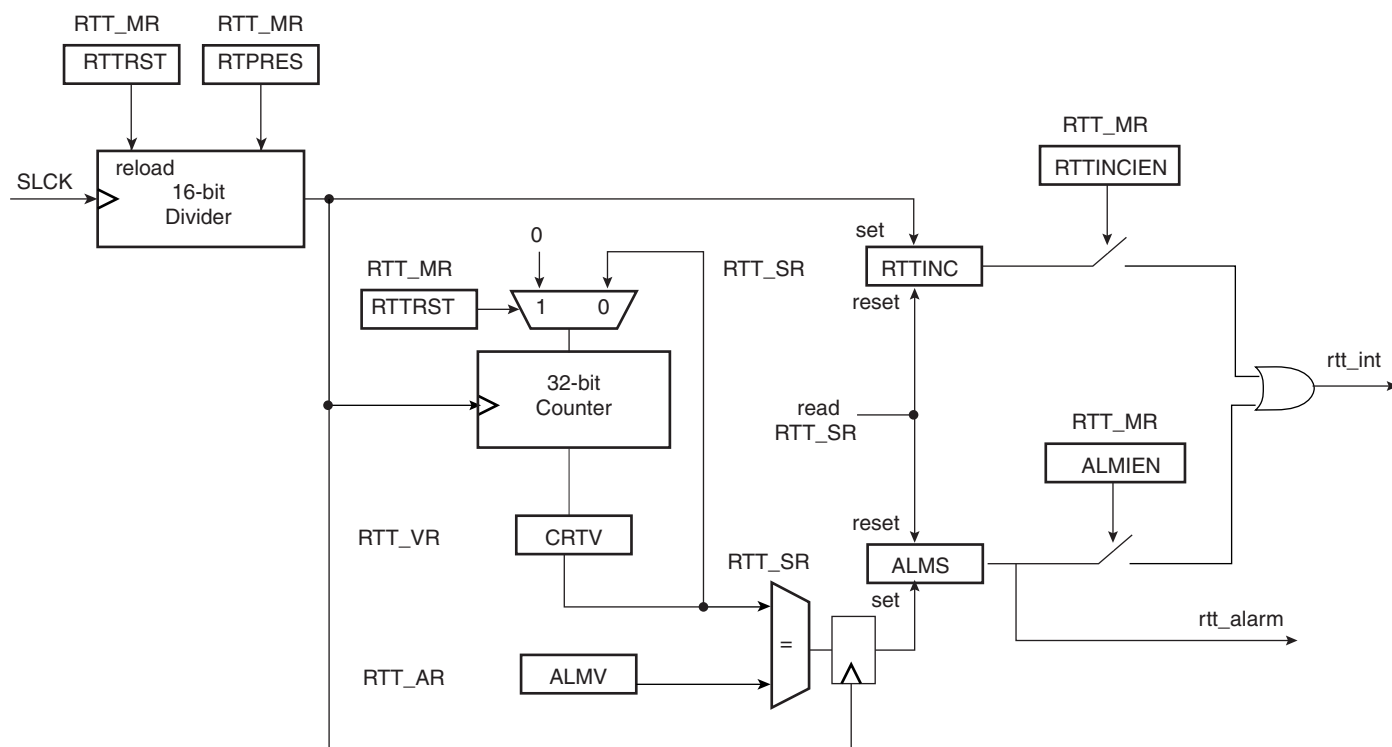 RTT_MR
RTT_MR
RTTRST
RTPRES
reload
16-bit
Divider
SLCK
RTT_MR
RTTINCIEN
0
set
RTTINC
reset
RTT_MR
RTT_SR
RTTRST
1
0
32-bit
Counter
read
RTT_SR
rtt_int
RTT_MR
ALMIEN
reset
ALMS
set
RTT_VR
CRTV
RTT_SR
=
rtt_alarm
RTT_AR
ALMV